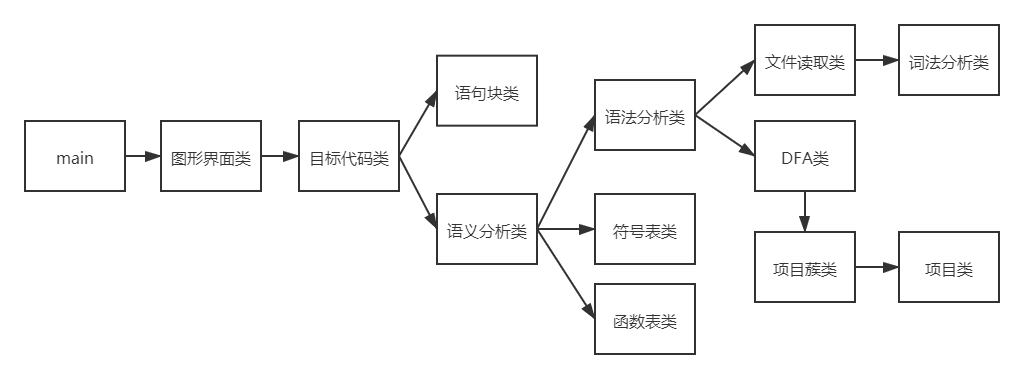 main
图形界面类
目标代码类
语句块类
语义分析类
语法分析类
符号表类
函数表类
文件读取类
词法分析类
DFA类
项目簇类
项目类